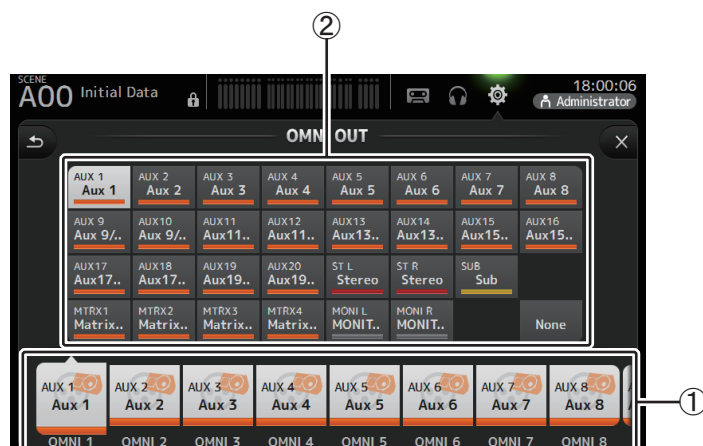 ②
SCENE
A00 Initial Data
18:00:06
Administrator
OMNI OUT
AUX 1 AUX 2 AUX 3 AUX 4 AUX 5 AUX 6 AUX 7 AUX 8
Aux 1 Aux 2 Aux 3 Aux 4 Aux 5 Aux 6 Aux 7 Aux 8
AUX 9 AUX10 AUX11 AUX12 AUX13 AUX14 AUX15 AUX16
Aux 9/.. Aux 9/.. Aux11.. Aux11.. Aux13.. Aux13.. Aux15.. Aux15..
AUX17 AUX18 AUX19 AUX20 ST L ST R SUB
Aux17.. Aux17.. Aux19.. Aux19.. Stereo Stereo Sub
MTRX1 MTRX2 MTRX3 MTRX4 MONI L MONI R
Matrix.. Matrix.. Matrix.. Matrix.. MONIT.. MONIT.. None
AUX 1 AUX 2 AUX 3 AUX 4 AUX 5 AUX 6 AUX 7 AUX 8
Aux 1 Aux 2 Aux 3 Aux 4 Aux 5 Aux 6 Aux 7 Aux 8
①
OMNI 1 OMNI 2 OMNI 3 OMNI 4 OMNI 5 OMNI 6 OMNI 7 OMNI 8